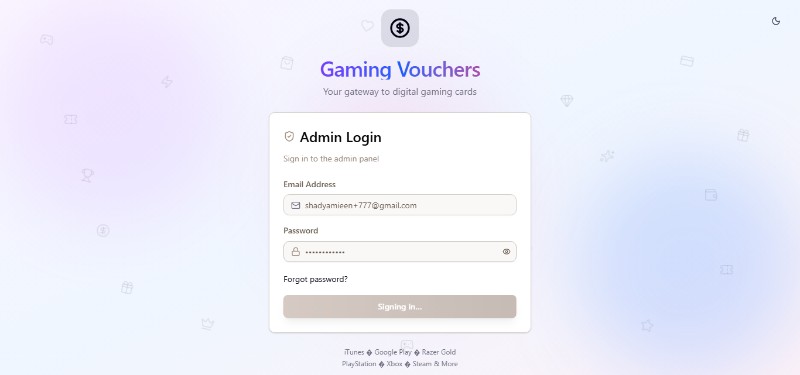 Gaming Vouchers
Your gateway to digital gaming cards
Admin Login
Sign in to the admin panel
Email Address
shadyamieen+777@gmail.com
Password
••••••••••••
Forgot password?
Signing in...
iTunes � Google Play � Razer Gold
PlayStation � Xbox � Steam & More